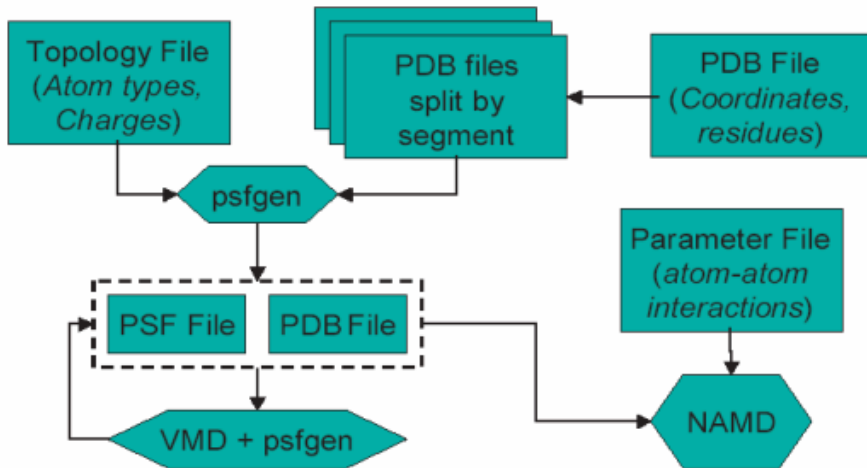 Topology File
(Atom types,
Charges)
PDB files
split by
segment
PDB File
(Coordinates,
residues)
psfgen
Parameter File
(atom-atom
interactions)
PSF File
PDB File
VMD + psfgen
NAMD